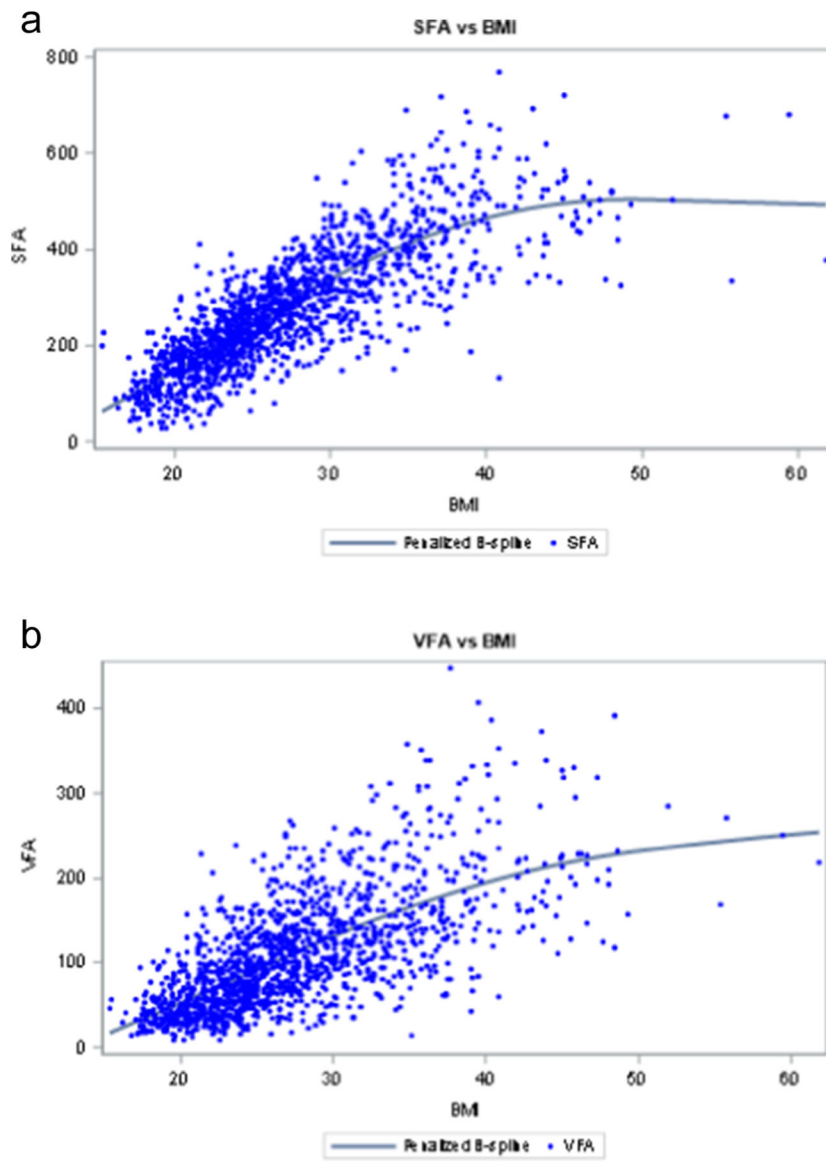 a
SFA vs BMI
800
600
400
200
0
SFA
20 30 40 50 60
BMI
Penalized B-spline SFA
b
VFA vs BMI
400
300
200
100
0
VFA
20 30 40 50 60
BMI
Penalized B-spline VFA